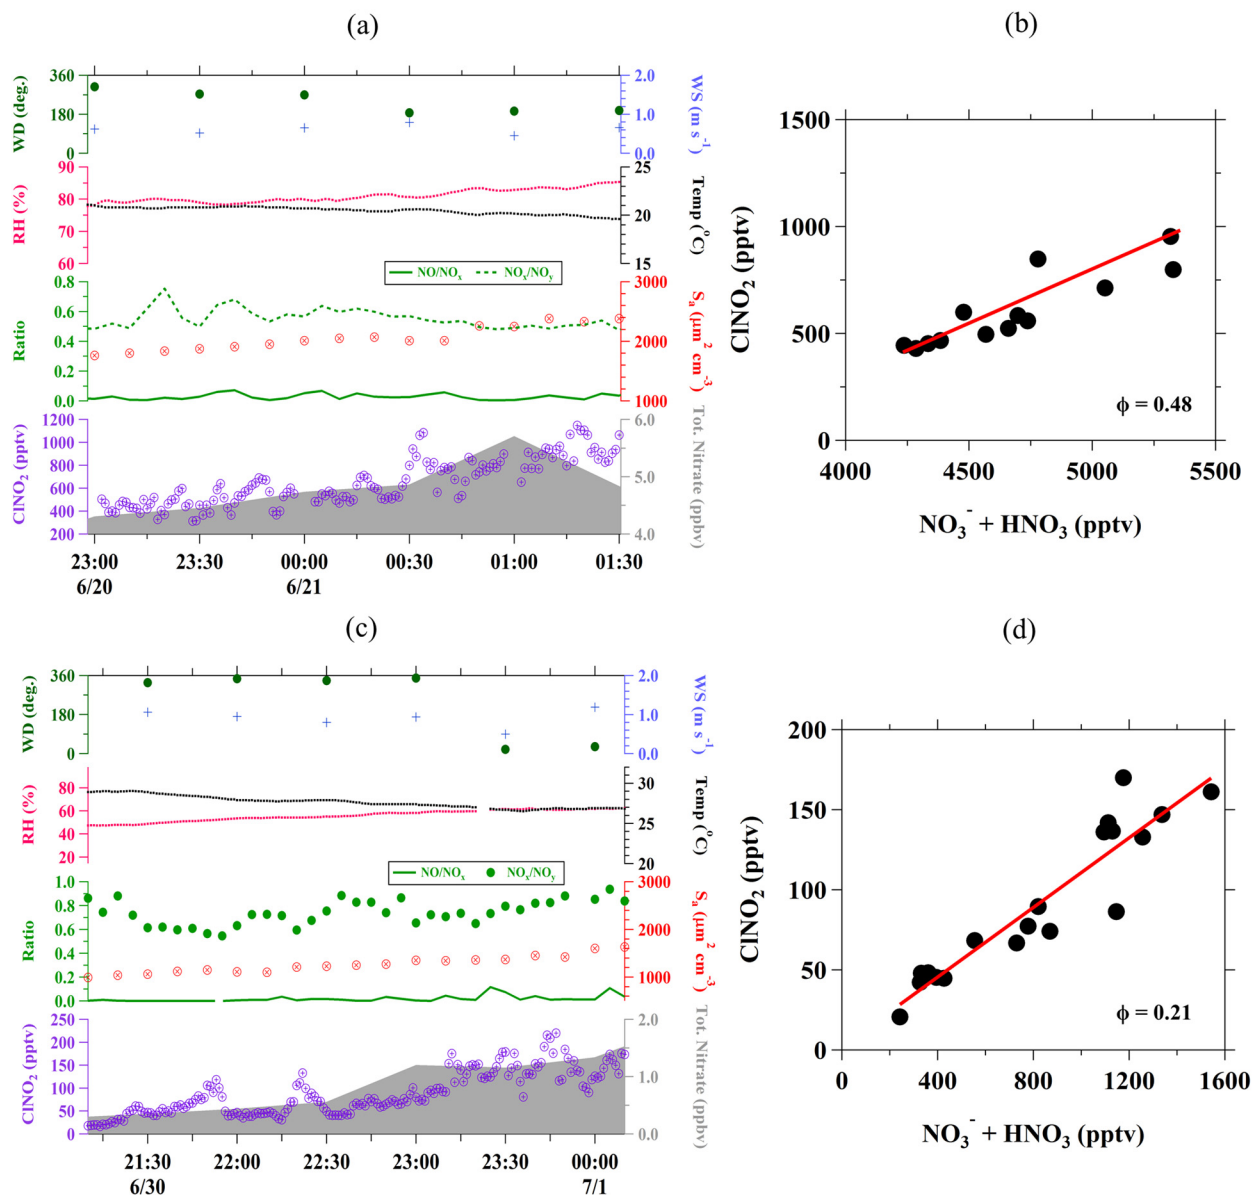 (a)
WD (deg.)
360
180
0
2.0
1.0
0.0
WS (m s⁻¹)
RH (%)
90
80
70
60
25
20
15
Temp (°C)
NO/NOₓ
NOₓ/NOᵧ
Ratio
0.8
0.6
0.4
0.2
0.0
3000
2000
1000
Sₐ (μm² cm⁻³)
ClNO₂ (pptv)
1200
1000
800
600
400
200
6.0
5.0
4.0
Tot. Nitrate (ppbv)
23:00 23:30 00:00 00:30 01:00 01:30
6/20 6/21
(b)
ClNO₂ (pptv)
1500
1000
500
0
ϕ = 0.48
4000 4500 5000 5500
NO₃⁻ + HNO₃ (pptv)
(c)
WD (deg.)
360
180
0
2.0
1.0
0.0
WS (m s⁻¹)
RH (%)
80
60
40
20
30
25
20
Temp (°C)
NO/NOₓ
NOₓ/NOᵧ
Ratio
1.0
0.8
0.6
0.4
0.2
0.0
3000
2000
1000
Sₐ (μm² cm⁻³)
ClNO₂ (pptv)
250
200
150
100
50
0
2.0
1.0
0.0
Tot. Nitrate (ppbv)
21:30 22:00 22:30 23:00 23:30 00:00
6/30 7/1
(d)
ClNO₂ (pptv)
200
150
100
50
0
ϕ = 0.21
0 400 800 1200 1600
NO₃⁻ + HNO₃ (pptv)